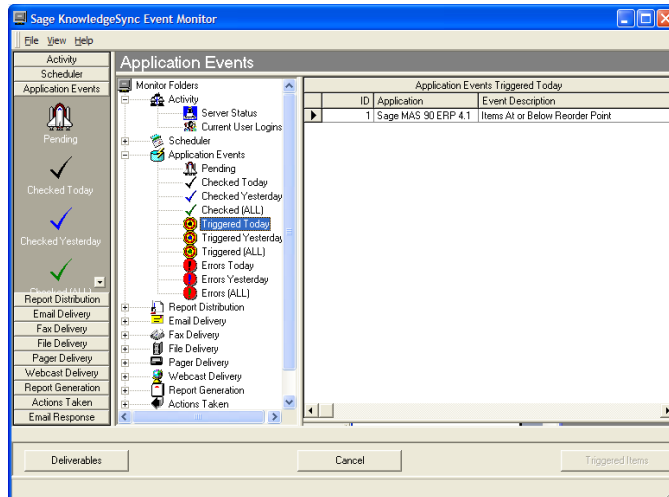 Sage KnowledgeSync Event Monitor
File View Help
Activity
Scheduler
Application Events
Pending
Checked Today
Checked Yesterday
Checked (ALL)
Report Distribution
Email Delivery
Fax Delivery
File Delivery
Pager Delivery
Webcast Delivery
Report Generation
Actions Taken
Email Response
Application Events
Monitor Folders
Activity
Server Status
Current User Logins
Scheduler
Application Events
Pending
Checked Today
Checked Yesterday
Checked (ALL)
Triggered Today
Triggered Yesterday
Triggered (ALL)
Errors Today
Errors Yesterday
Errors (ALL)
Report Distribution
Email Delivery
Fax Delivery
File Delivery
Pager Delivery
Webcast Delivery
Report Generation
Actions Taken
Application Events Triggered Today
ID Application Event Description
1 Sage MAS 90 ERP 4.1 Items At or Below Reorder Point
Deliverables Cancel Triggered Items